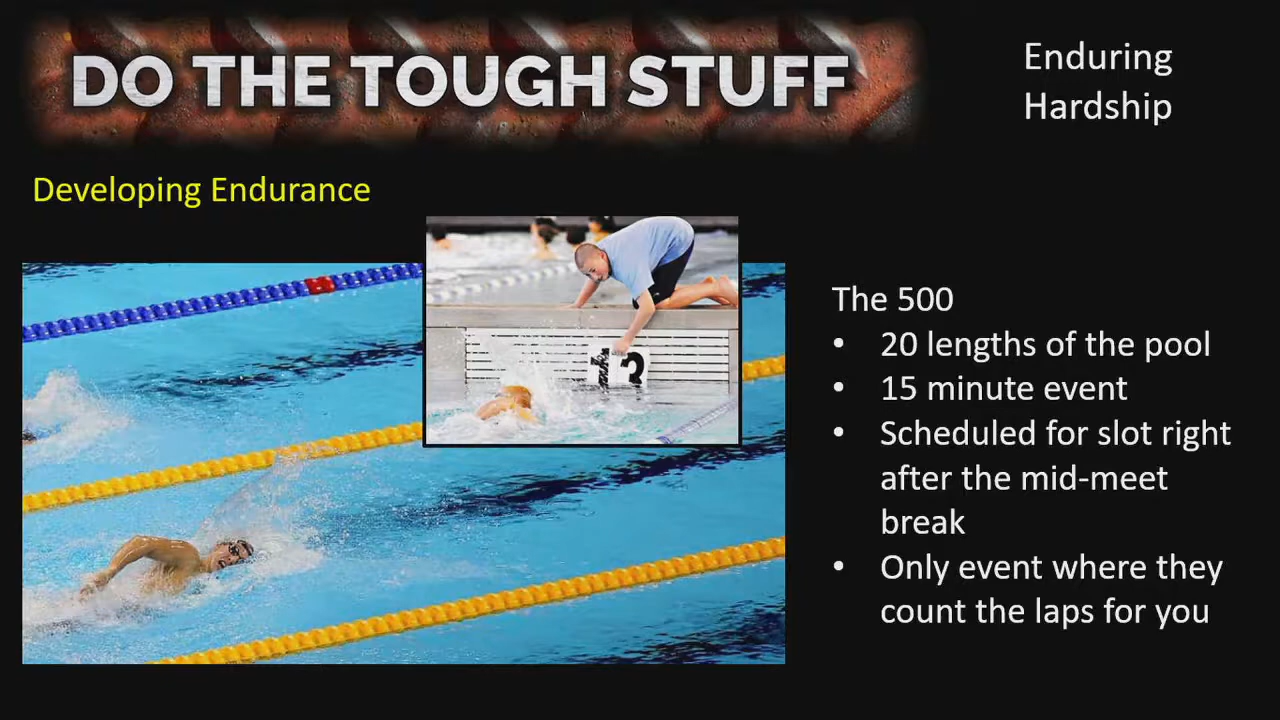 DO THE TOUGH STUFF
Enduring
Hardship
Developing Endurance
13
The 500
• 20 lengths of the pool
• 15 minute event
• Scheduled for slot right
after the mid-meet
break
• Only event where they
count the laps for you